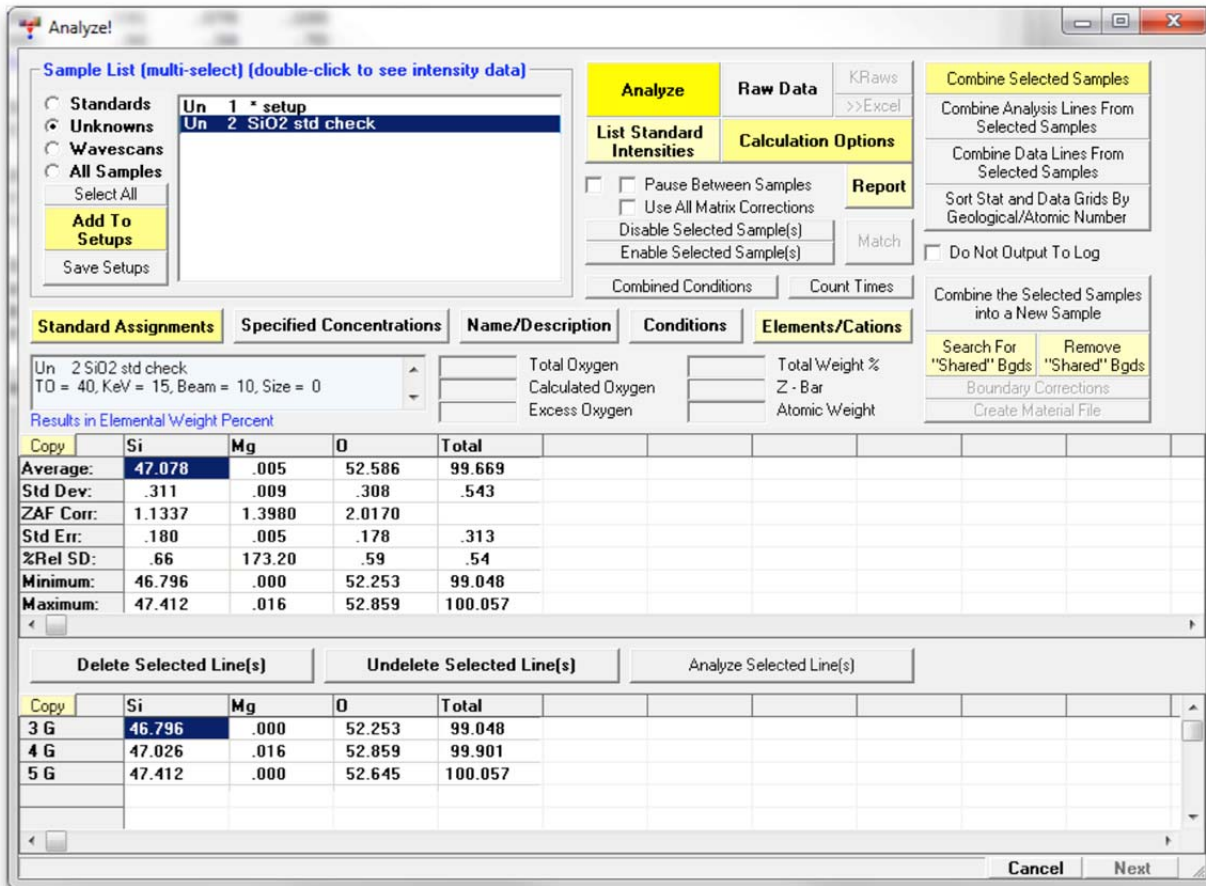 Analyze!
Sample List (multi-select) (double-click to see intensity data)
Standards
Unknowns
Wavescans
All Samples
Select All
Add To
Setups
Save Setups
Un 1 * setup
Un 2 SiO2 std check
Analyze
Raw Data
KRaws
>>Excel
List Standard
Intensities
Calculation Options
Pause Between Samples
Use All Matrix Corrections
Report
Disable Selected Sample(s)
Enable Selected Sample(s)
Match
Combined Conditions
Count Times
Combine Selected Samples
Combine Analysis Lines From
Selected Samples
Combine Data Lines From
Selected Samples
Sort Stat and Data Grids By
Geological/Atomic Number
Do Not Output To Log
Combine the Selected Samples
into a New Sample
Search For
"Shared" Bgds
Remove
"Shared" Bgds
Boundary Corrections
Create Material File
Standard Assignments
Specified Concentrations
Name/Description
Conditions
Elements/Cations
Un 2 SiO2 std check
TO = 40, KeV = 15, Beam = 10, Size = 0
Results in Elemental Weight Percent
Total Oxygen
Calculated Oxygen
Excess Oxygen
Total Weight %
Z - Bar
Atomic Weight
Copy Si Mg O Total
Average: 47.078 .005 52.586 99.669
Std Dev: .311 .009 .308 .543
ZAF Corr: 1.1337 1.3980 2.0170
Std Err: .180 .005 .178 .313
%Rel SD: .66 173.20 .59 .54
Minimum: 46.796 .000 52.253 99.048
Maximum: 47.412 .016 52.859 100.057
Delete Selected Line(s)
Undelete Selected Line(s)
Analyze Selected Line(s)
Copy Si Mg O Total
3 G 46.796 .000 52.253 99.048
4 G 47.026 .016 52.859 99.901
5 G 47.412 .000 52.645 100.057
Cancel
Next